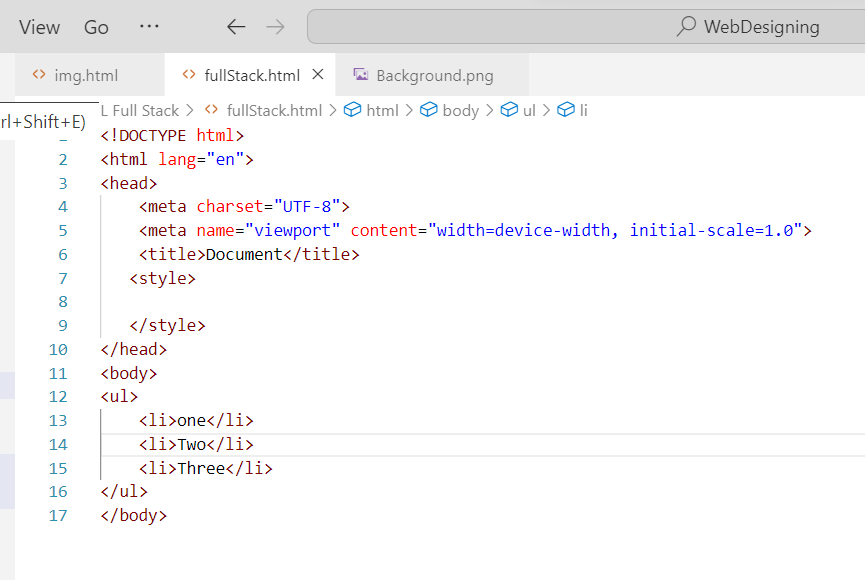 View Go ...
WebDesigning
<> img.html <> fullStack.html × Background.png
rl+Shift+E)
L Full Stack > <> fullStack.html > html > body > ul > li
<!DOCTYPE html>
2 <html lang="en">
3 <head>
4 <meta charset="UTF-8">
5 <meta name="viewport" content="width=device-width, initial-scale=1.0">
6 <title>Document</title>
7 <style>
8
9 </style>
10 </head>
11 <body>
12 <ul>
13 <li>one</li>
14 <li>Two</li>
15 <li>Three</li>
16 </ul>
17 </body>